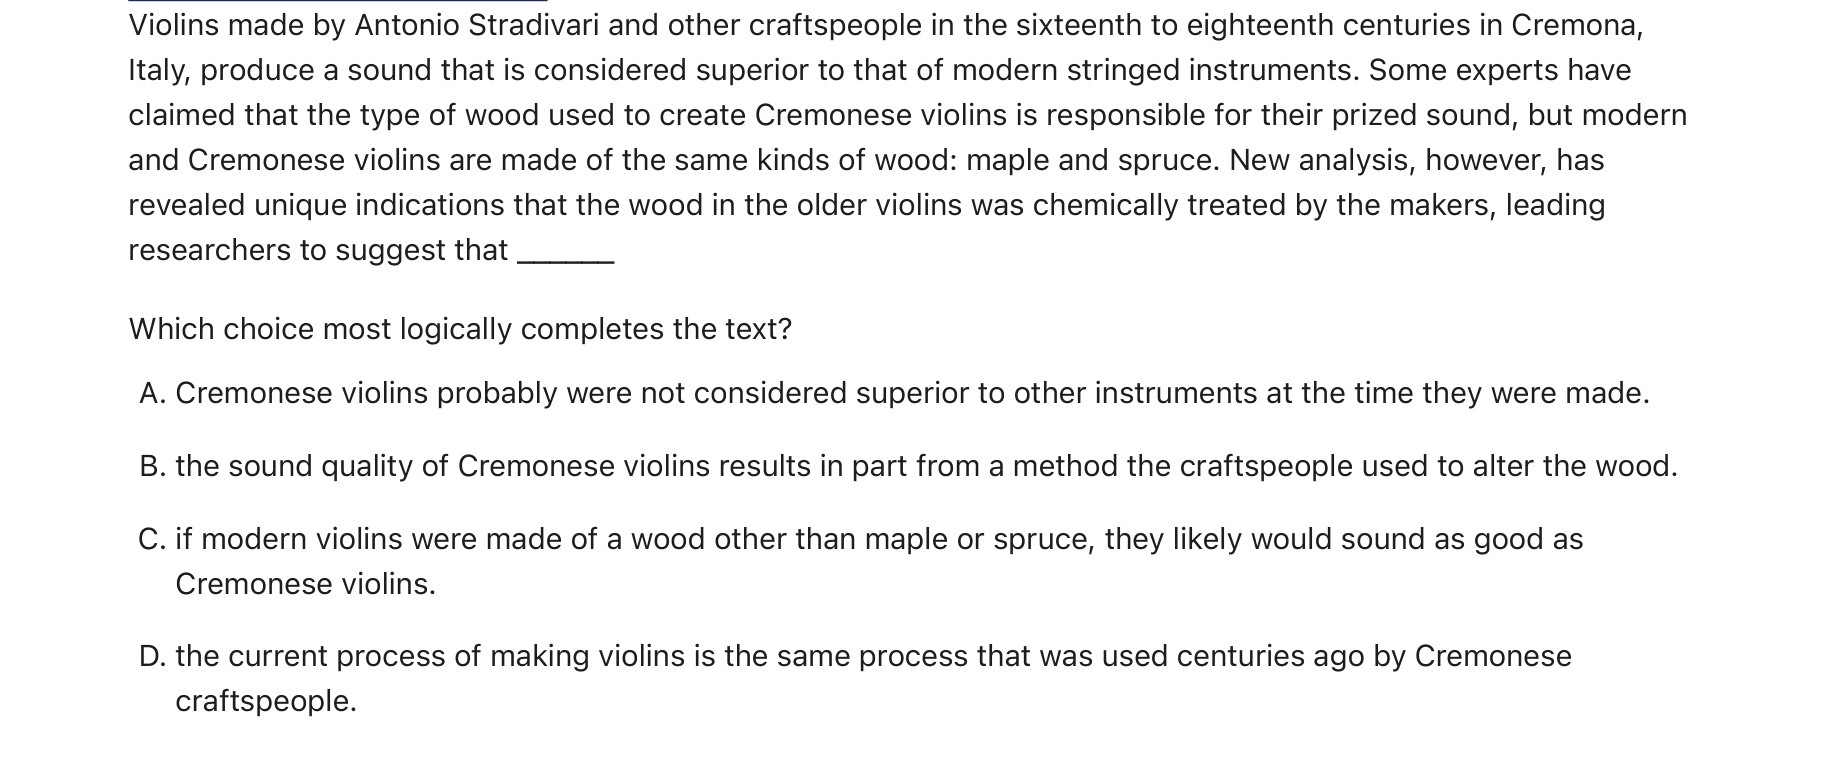 Violins made by Antonio Stradivari and other craftspeople in the sixteenth to eighteenth centuries in Cremona,
Italy, produce a sound that is considered superior to that of modern stringed instruments. Some experts have
claimed that the type of wood used to create Cremonese violins is responsible for their prized sound, but modern
and Cremonese violins are made of the same kinds of wood: maple and spruce. New analysis, however, has
revealed unique indications that the wood in the older violins was chemically treated by the makers, leading
researchers to suggest that ______
Which choice most logically completes the text?
A. Cremonese violins probably were not considered superior to other instruments at the time they were made.
B. the sound quality of Cremonese violins results in part from a method the craftspeople used to alter the wood.
C. if modern violins were made of a wood other than maple or spruce, they likely would sound as good as
Cremonese violins.
D. the current process of making violins is the same process that was used centuries ago by Cremonese
craftspeople.